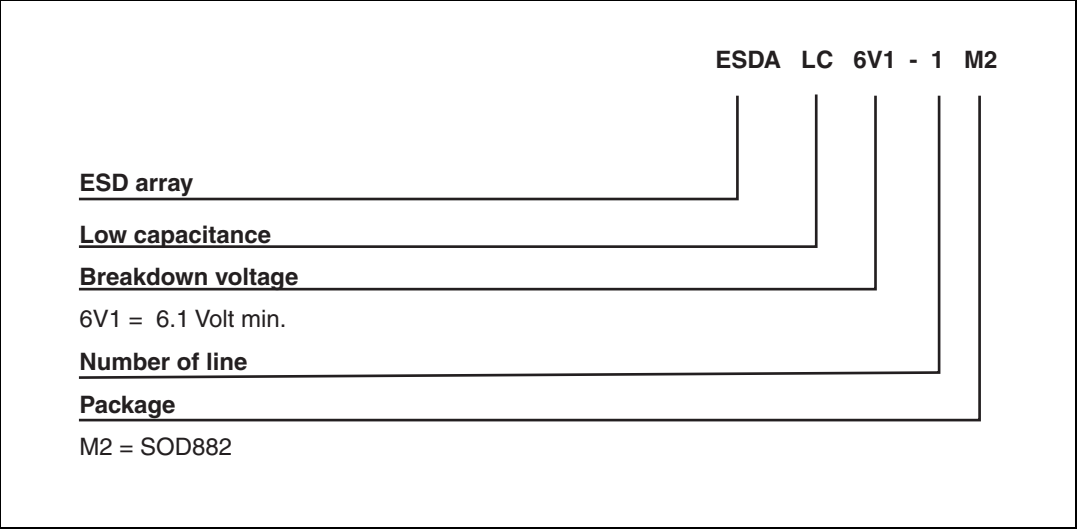 ESDA LC 6V1 - 1 M2
ESD array
Low capacitance
Breakdown voltage
6V1 = 6.1 Volt min.
Number of line
Package
M2 = SOD882